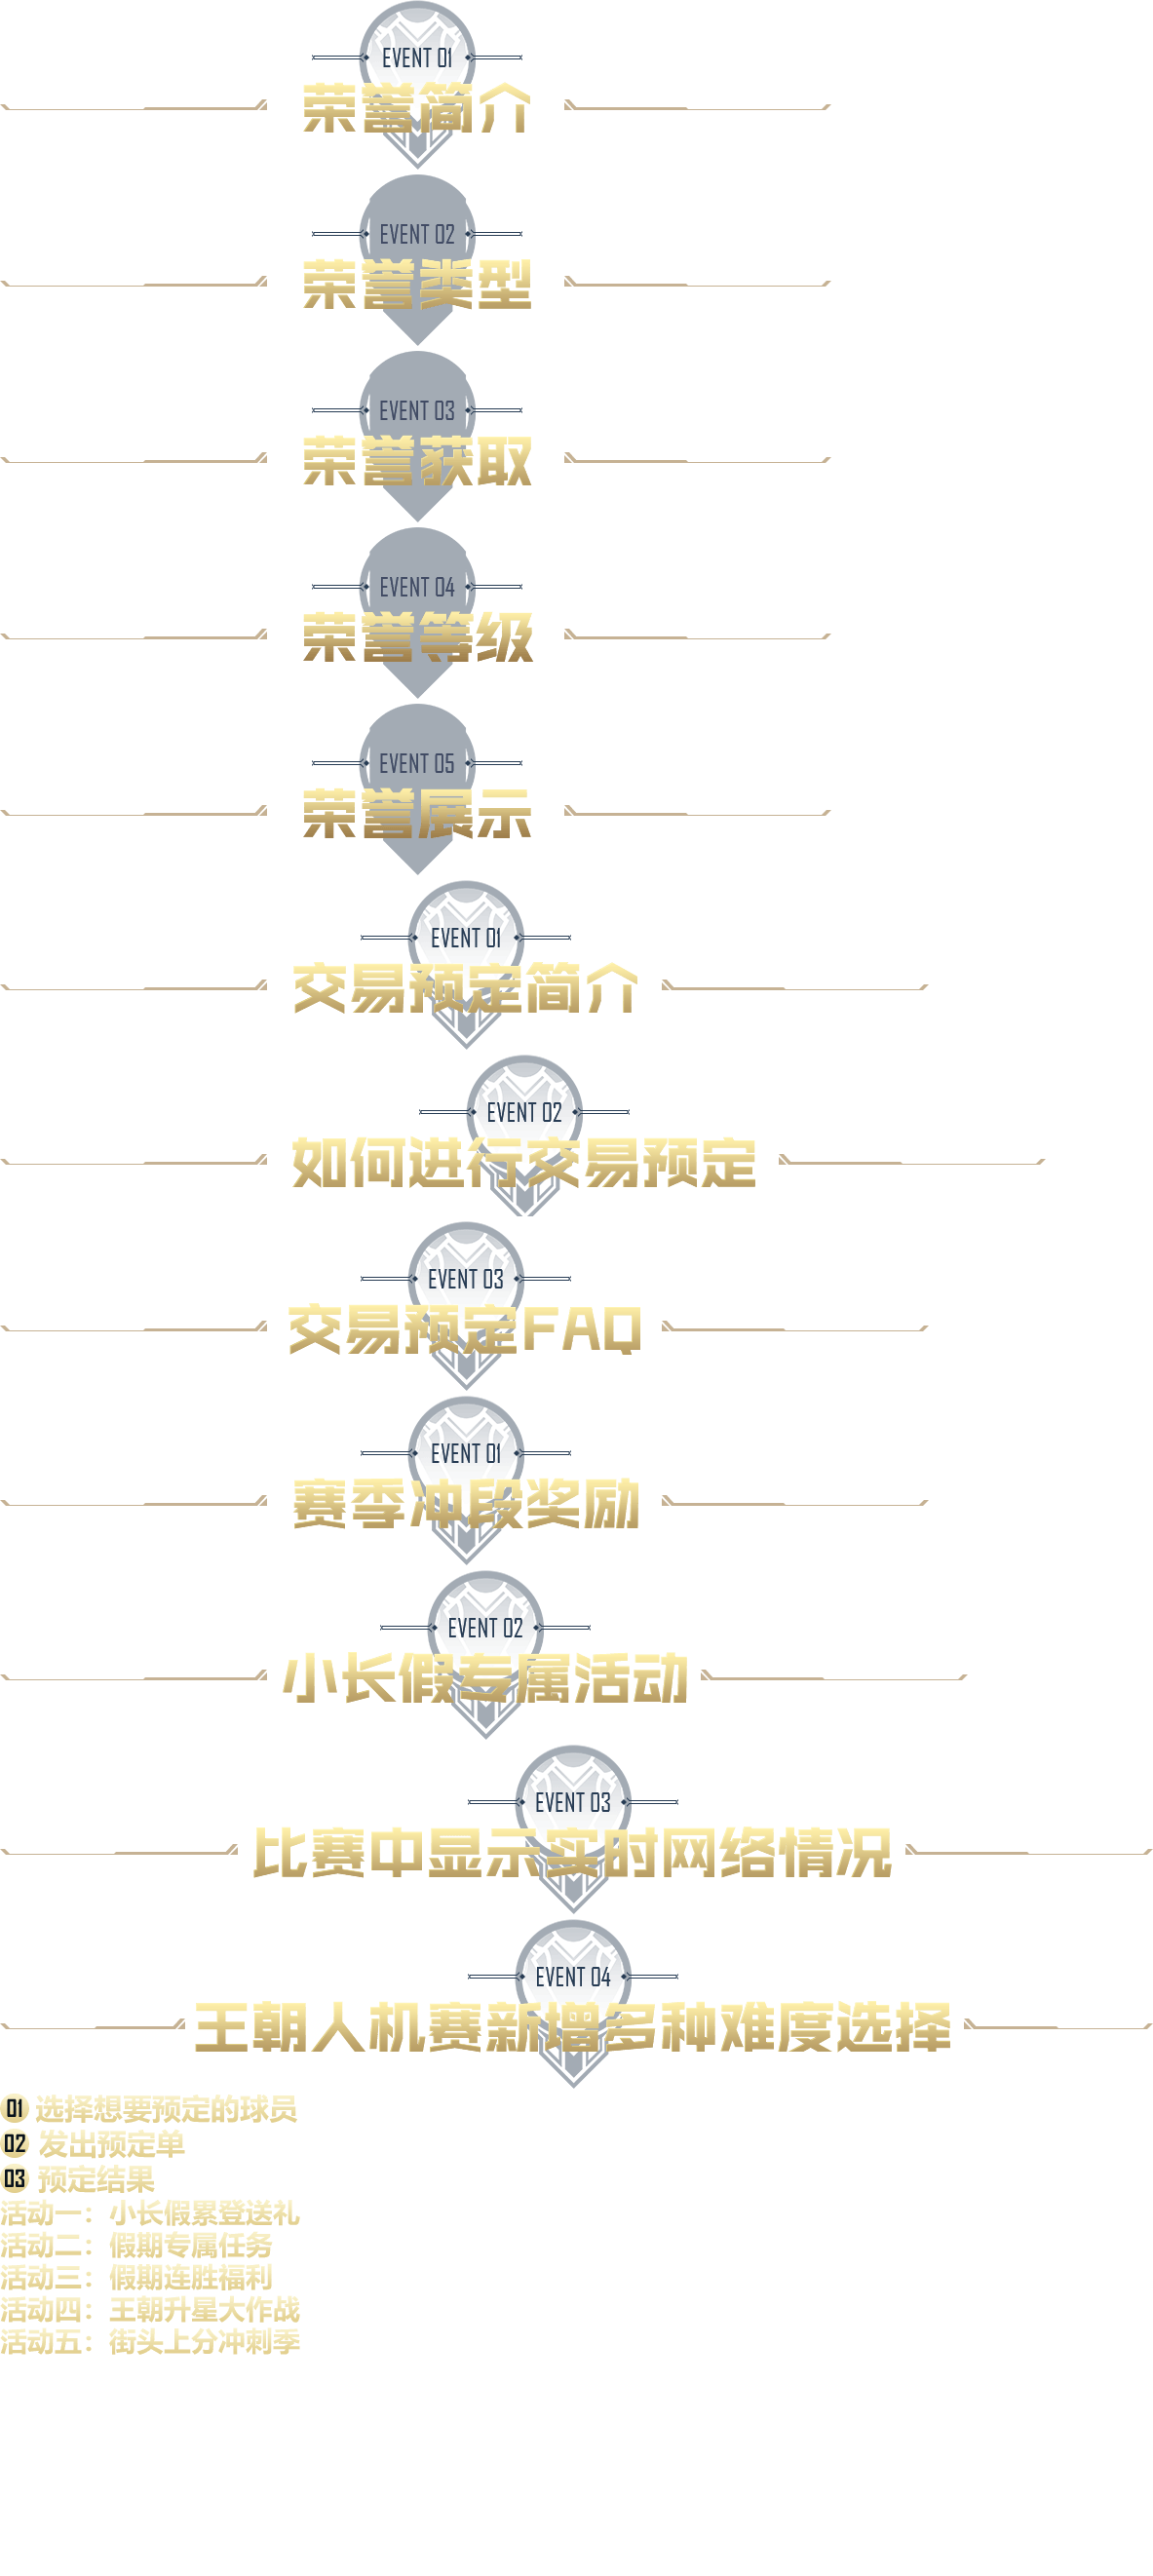 EVENT 01
荣誉简介
EVENT 02
荣誉类型
EVENT 03
荣誉获取
EVENT 04
荣誉等级
EVENT 05
荣誉展示
EVENT 01
交易预定简介
EVENT 02
如何进行交易预定
EVENT 03
交易预定FAQ
EVENT 01
赛季冲段奖励
EVENT 02
小长假专属活动
EVENT 03
比赛中显示实时网络情况
EVENT 04
王朝人机赛新增多种难度选择
01 选择想要预定的球员
02 发出预定单
03 预定结果
活动一：小长假累登送礼
活动二：假期专属任务
活动三：假期连胜福利
活动四：王朝升星大作战
活动五：街头上分冲刺季